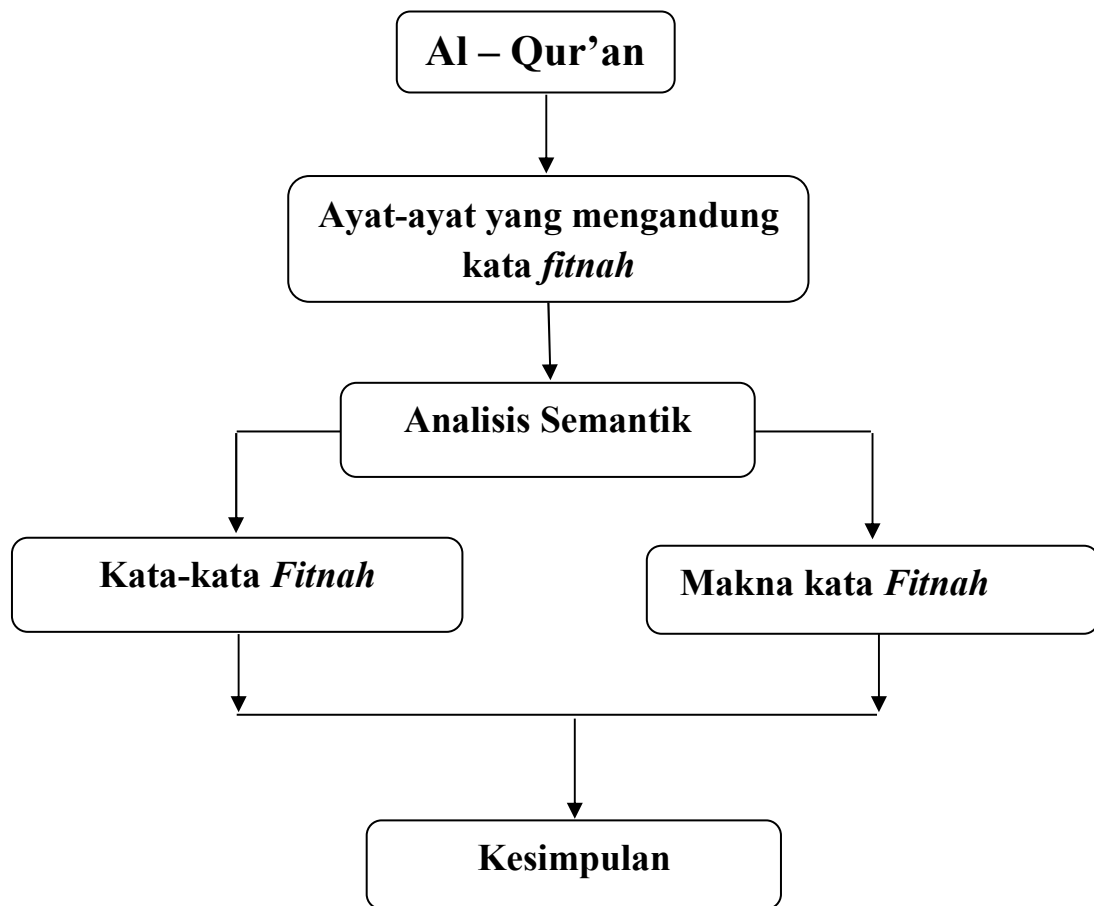 Al – Qur’an
Ayat-ayat yang mengandung
kata fitnah
Analisis Semantik
Kata-kata Fitnah
Makna kata Fitnah
Kesimpulan